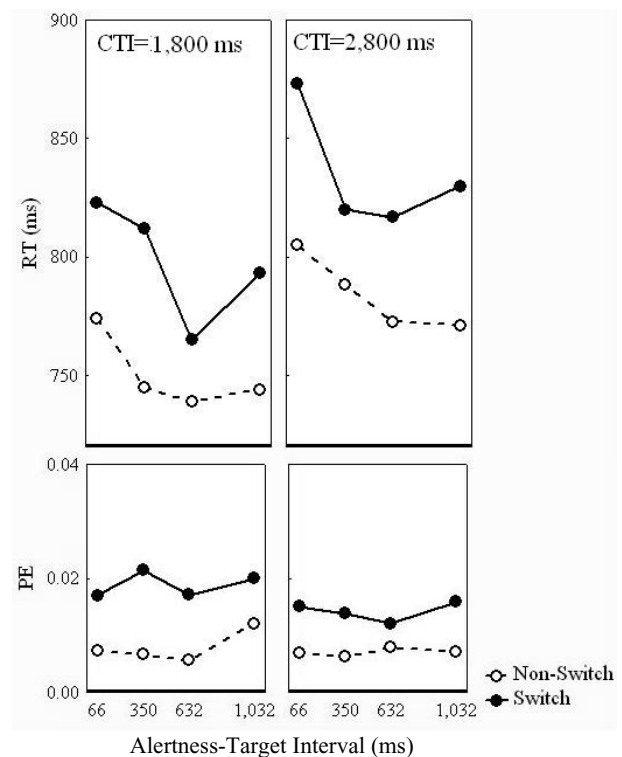 900
CTI=1,800 ms
CTI=2,800 ms
850
RT (ms)
800
750
0.04
PE
0.02
0.00
66 350 632 1,032
66 350 632 1,032
Non-Switch
Switch
Alertness-Target Interval (ms)